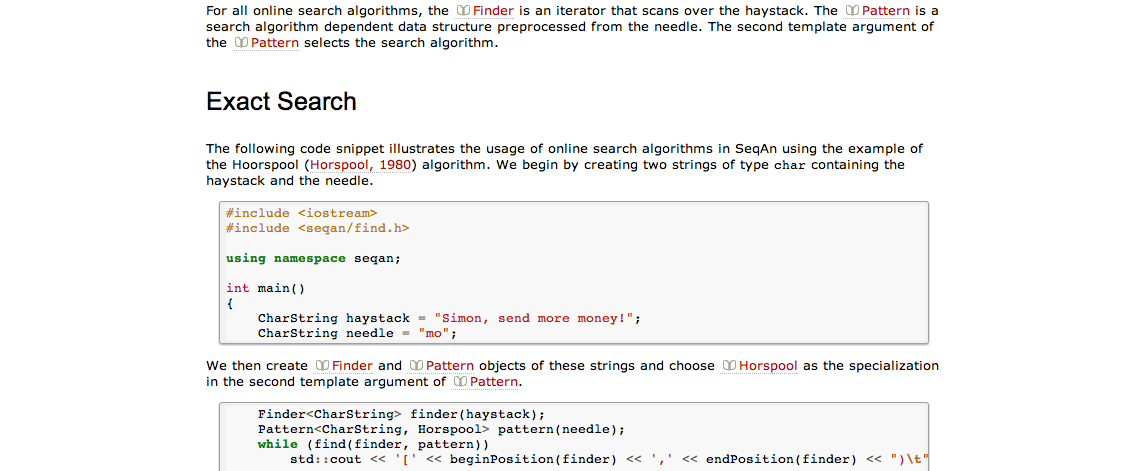 For all online search algorithms, the Finder is an iterator that scans over the haystack. The Pattern is a
search algorithm dependent data structure preprocessed from the needle. The second template argument of
the Pattern selects the search algorithm.
Exact Search
The following code snippet illustrates the usage of online search algorithms in SeqAn using the example of
the Hoorspool (Horspool, 1980) algorithm. We begin by creating two strings of type char containing the
haystack and the needle.
#include <iostream>
#include <seqan/find.h>
using namespace seqan;
int main()
{
CharString haystack = "Simon, send more money!";
CharString needle = "mo";
We then create Finder and Pattern objects of these strings and choose Horspool as the specialization
in the second template argument of Pattern.
Finder<CharString> finder(haystack);
Pattern<CharString, Horspool> pattern(needle);
while (find(finder, pattern))
std::cout << '[' << beginPosition(finder) << ',' << endPosition(finder) << ")\t"